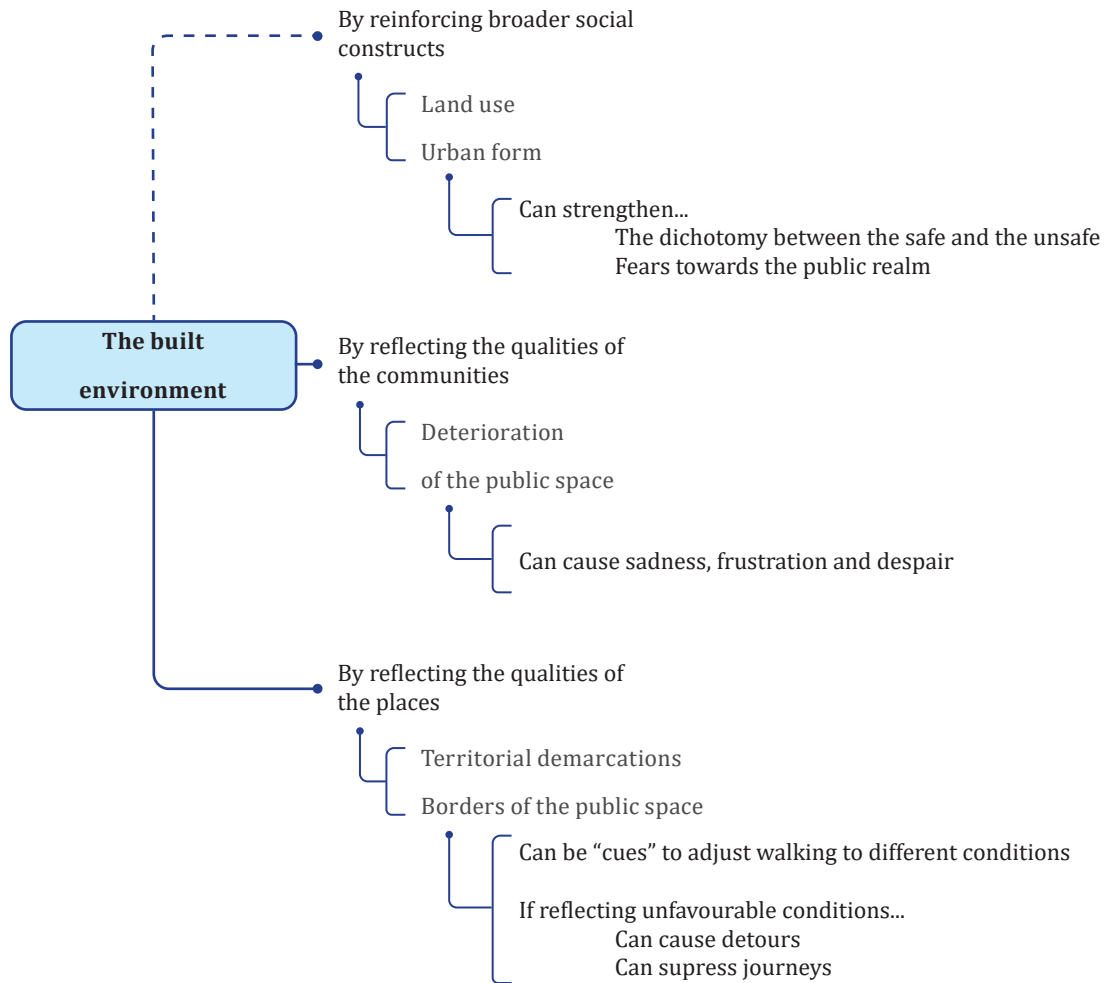 By reinforcing broader social
constructs
Land use
Urban form
Can strengthen...
The dichotomy between the safe and the unsafe
Fears towards the public realm
The built
environment
By reflecting the qualities of
the communities
Deterioration
of the public space
Can cause sadness, frustration and despair
By reflecting the qualities of
the places
Territorial demarcations
Borders of the public space
Can be “cues” to adjust walking to different conditions
If reflecting unfavourable conditions...
Can cause detours
Can supress journeys